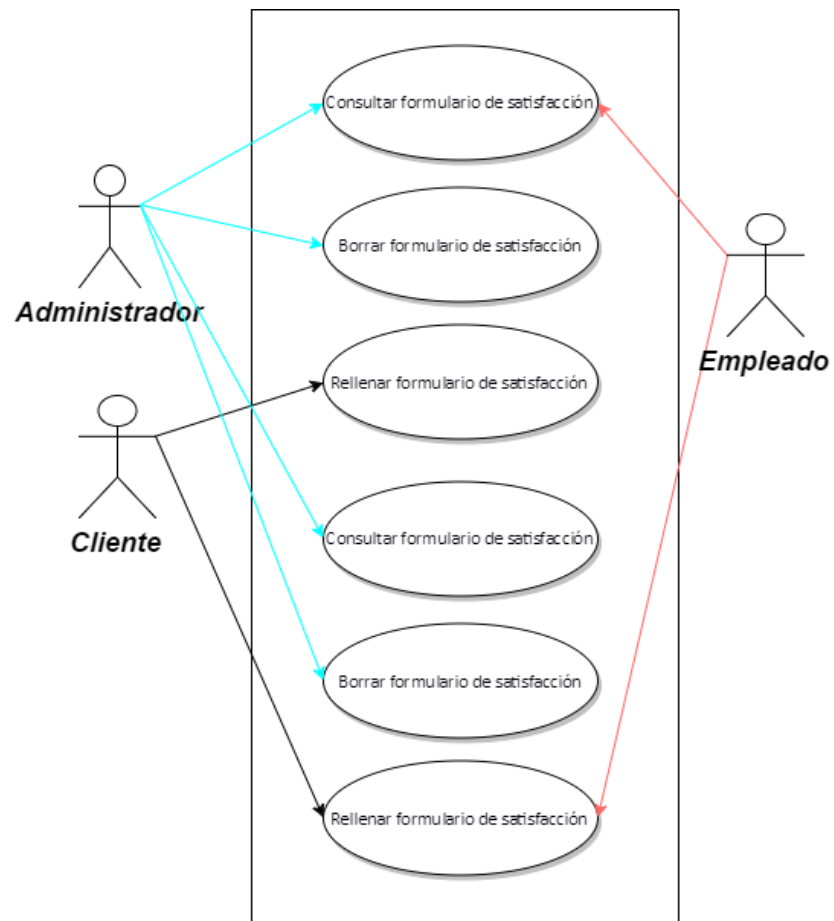 Consultar formulario de satisfacción
Borrar formulario de satisfacción
Administrador
Empleado
Rellenar formulario de satisfacción
Cliente
Consultar formulario de satisfacción
Borrar formulario de satisfacción
Rellenar formulario de satisfacción